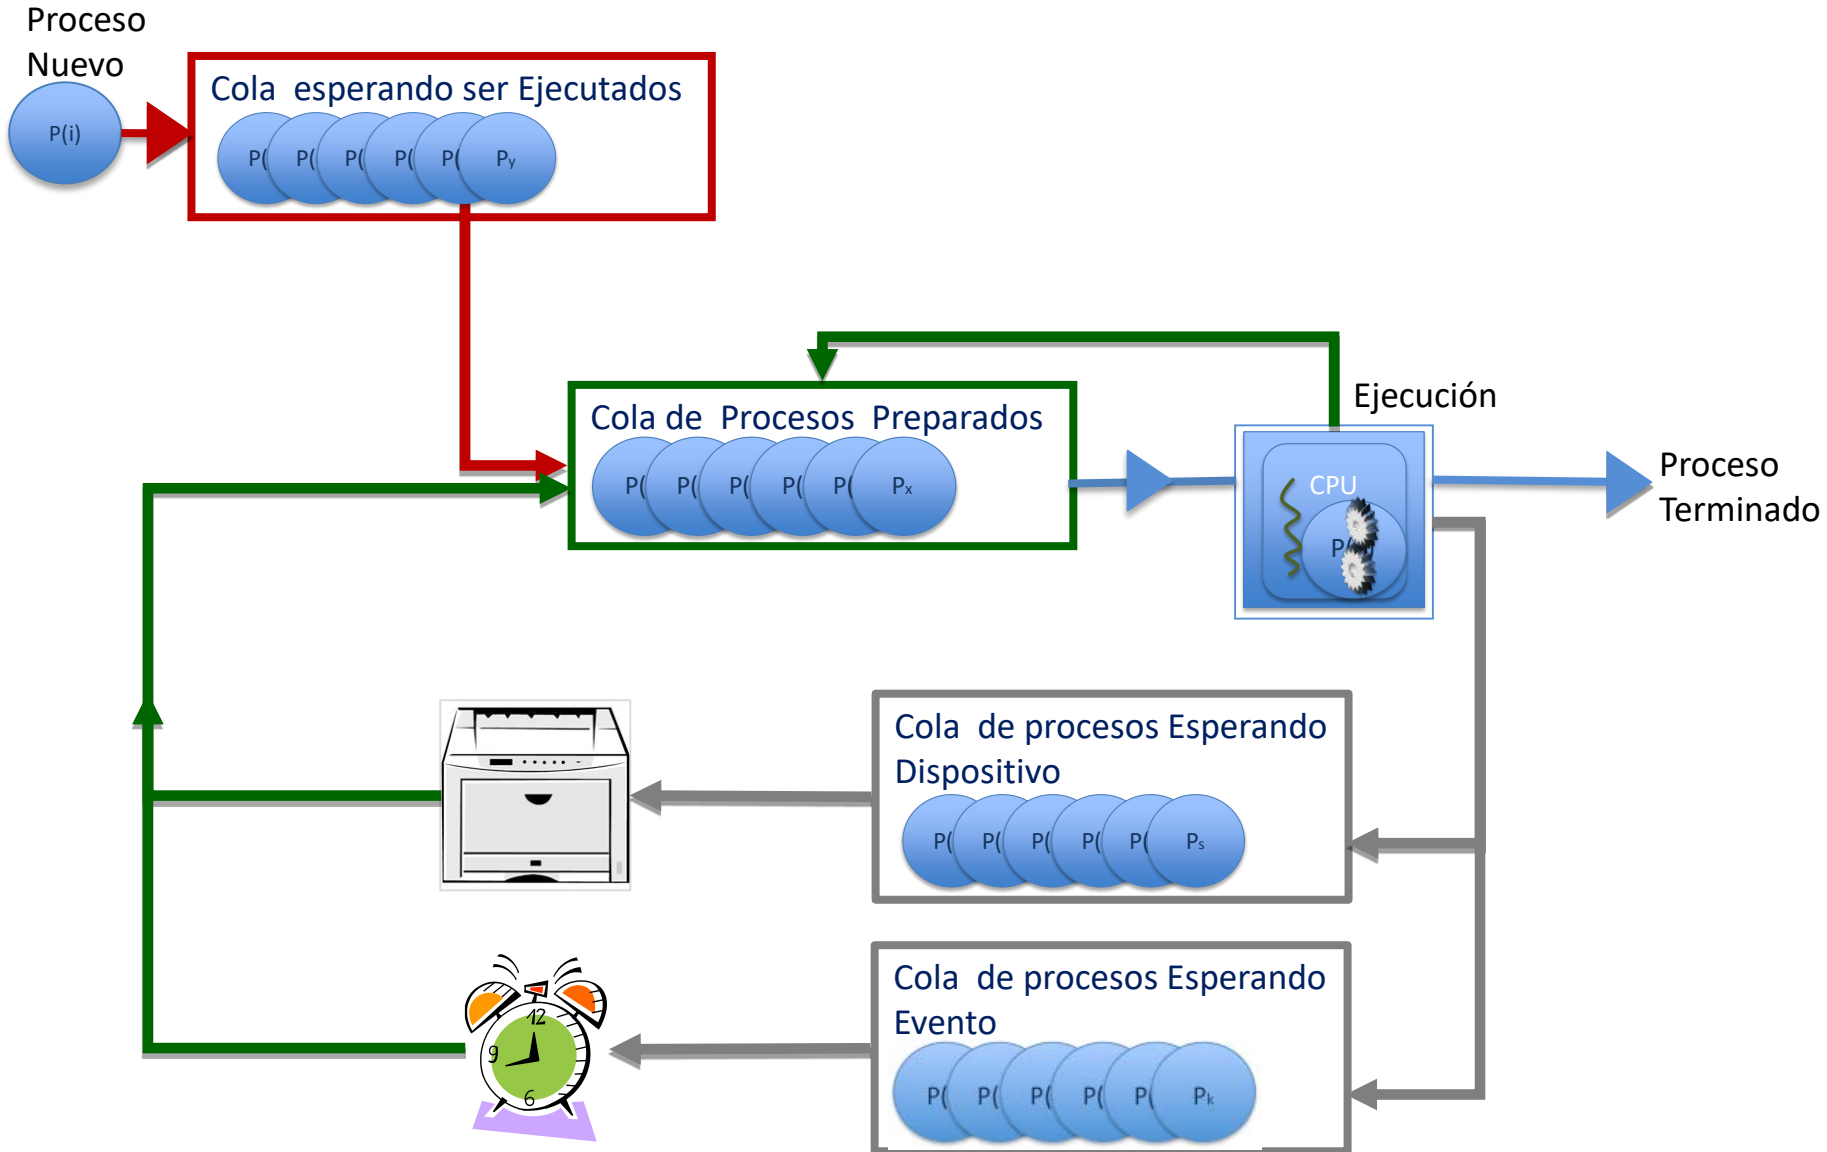 Proceso
Nuevo
P(i)
Cola esperando ser Ejecutados
P( P( P( P( P( Py
Ejecución
Cola de Procesos Preparados
P( P( P( P( P( Px
CPU
P(
Proceso
Terminado
Cola de procesos Esperando
Dispositivo
P( P( P( P( P( Ps
Cola de procesos Esperando
Evento
P( P( P( P( P( Pk
12
9
6